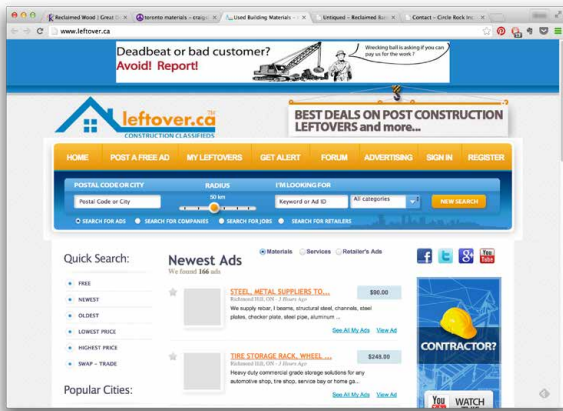 Reclaimed Wood | Great
toronto materials - craigs
Used Building Materials -
Untiqued - Reclaimed Bar
Contact - Circle Rock Inc
www.leftover.ca
Deadbeat or bad customer?
Avoid! Report!
Wrecking ball is asking if you can
pay us for the work ?
leftover.ca
CONSTRUCTION CLASSIFIEDS
BEST DEALS ON POST CONSTRUCTION
LEFTOVERS and more...
HOME POST A FREE AD MY LEFTOVERS GET ALERT FORUM ADVERTISING SIGN IN REGISTER
POSTAL CODE OR CITY RADIUS I'M LOOKING FOR
50 km
Postal Code or City Keyword or Ad ID All categories NEW SEARCH
SEARCH FOR ADS SEARCH FOR COMPANIES SEARCH FOR JOBS SEARCH FOR RETAILERS
Quick Search:
FREE
NEWEST
OLDEST
LOWEST PRICE
HIGHEST PRICE
SWAP - TRADE
Popular Cities:
Newest Ads
Materials Services Retailer's Ads
We found 166 ads
STEEL, METAL SUPPLIERS TO... $90.00
Richmond Hill, ON - 2 Hours Ago
We supply rebar, I beams, structural steel, channels, steel
plates, checker plate, steel pipe, aluminum ...
See All My Ads View Ad
TIRE STORAGE RACK, WHEEL ... $245.00
Richmond Hill, ON - 2 Hours Ago
Heavy duty commercial grade storage solutions for any
automotive shop, tire shop, service bay or home ga...
See All My Ads View Ad
You Tube
CONTRACTOR?
You WATCH